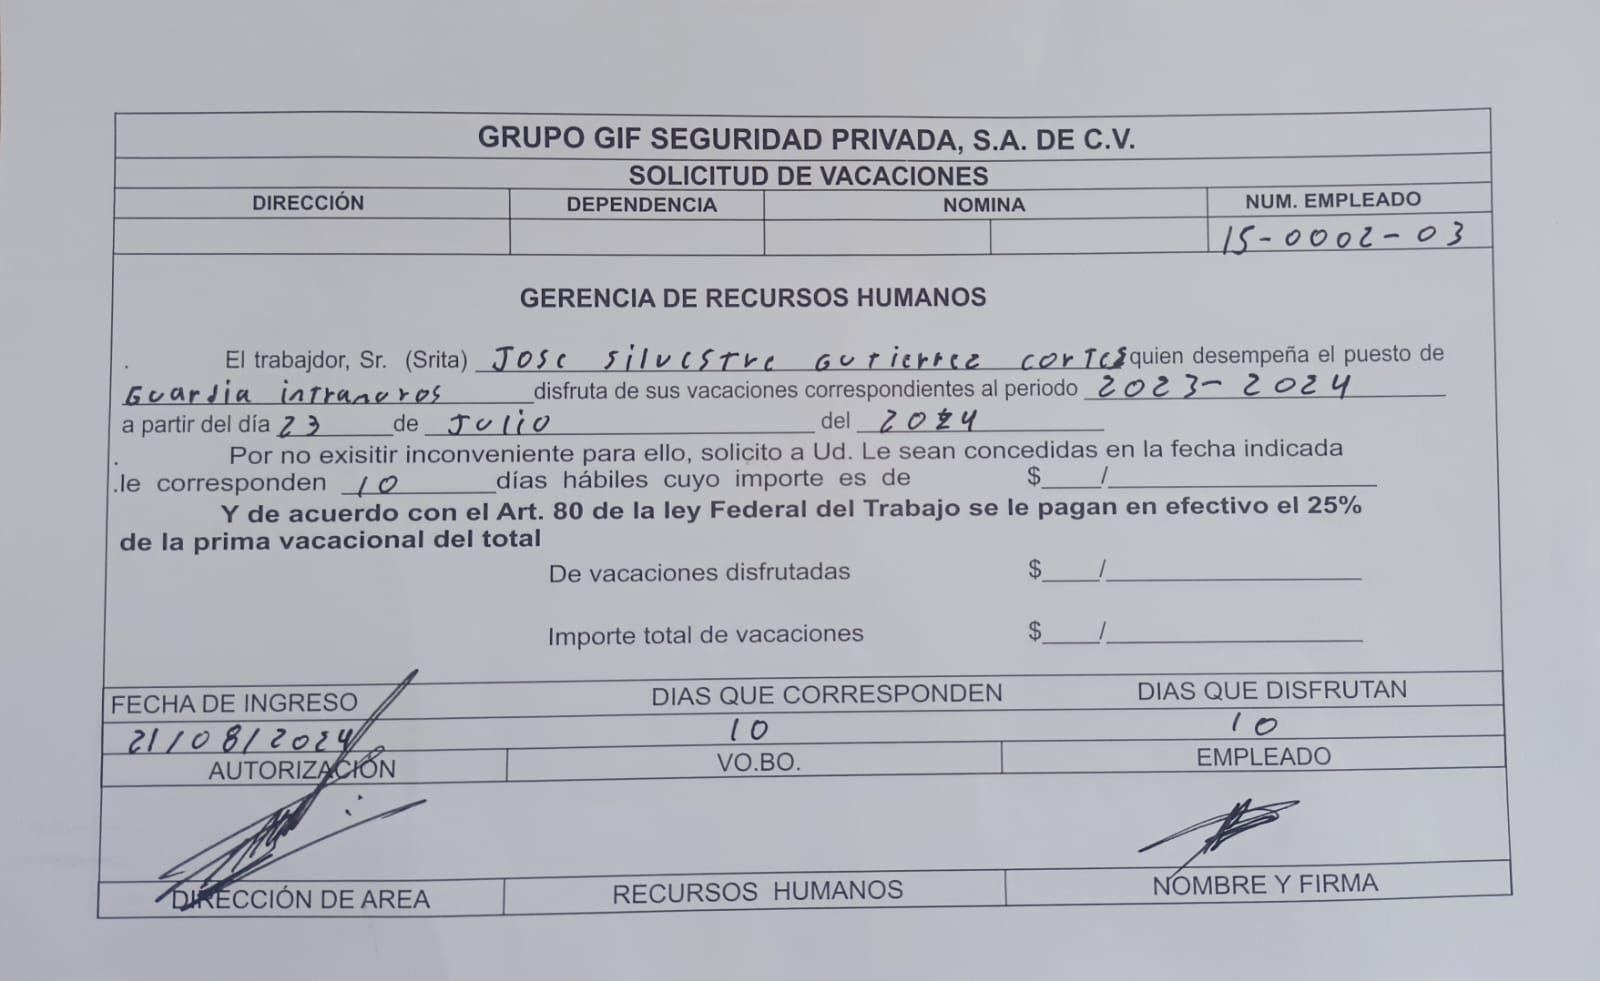 GRUPO GIF SEGURIDAD PRIVADA, S.A. DE C.V.
SOLICITUD DE VACACIONES
DIRECCIÓN DEPENDENCIA NOMINA NUM. EMPLEADO
15-0002-03
GERENCIA DE RECURSOS HUMANOS
. El trabajdor, Sr. (Srita) Jose Silvestre Gutierrez Cortes quien desempeña el puesto de
Guardia intramuros disfruta de sus vacaciones correspondientes al periodo 2023-2024
a partir del día 23 de Julio del 2024
. Por no exisitir inconveniente para ello, solicito a Ud. Le sean concedidas en la fecha indicada
.le corresponden 10 días hábiles cuyo importe es de $____/____
Y de acuerdo con el Art. 80 de la ley Federal del Trabajo se le pagan en efectivo el 25%
de la prima vacacional del total
De vacaciones disfrutadas $____/____
Importe total de vacaciones $____/____
FECHA DE INGRESO DIAS QUE CORRESPONDEN DIAS QUE DISFRUTAN
21/08/2024 10 10
AUTORIZACIÓN VO.BO. EMPLEADO
DIRECCIÓN DE AREA RECURSOS HUMANOS NOMBRE Y FIRMA